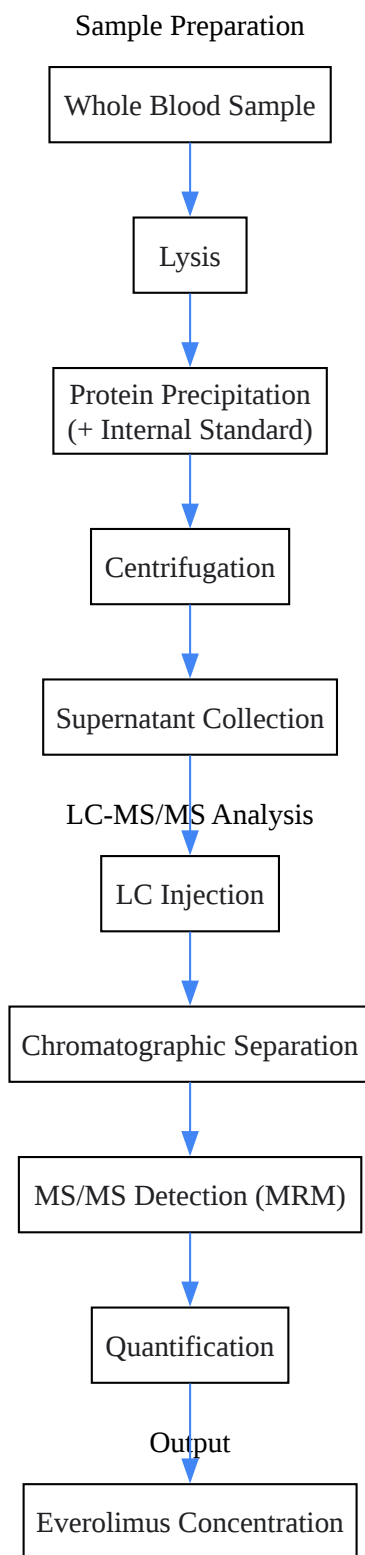 Sample Preparation
Whole Blood Sample
Lysis
Protein Precipitation
(+ Internal Standard)
Centrifugation
Supernatant Collection
LC-MS/MS Analysis
LC Injection
Chromatographic Separation
MS/MS Detection (MRM)
Quantification
Output
Everolimus Concentration